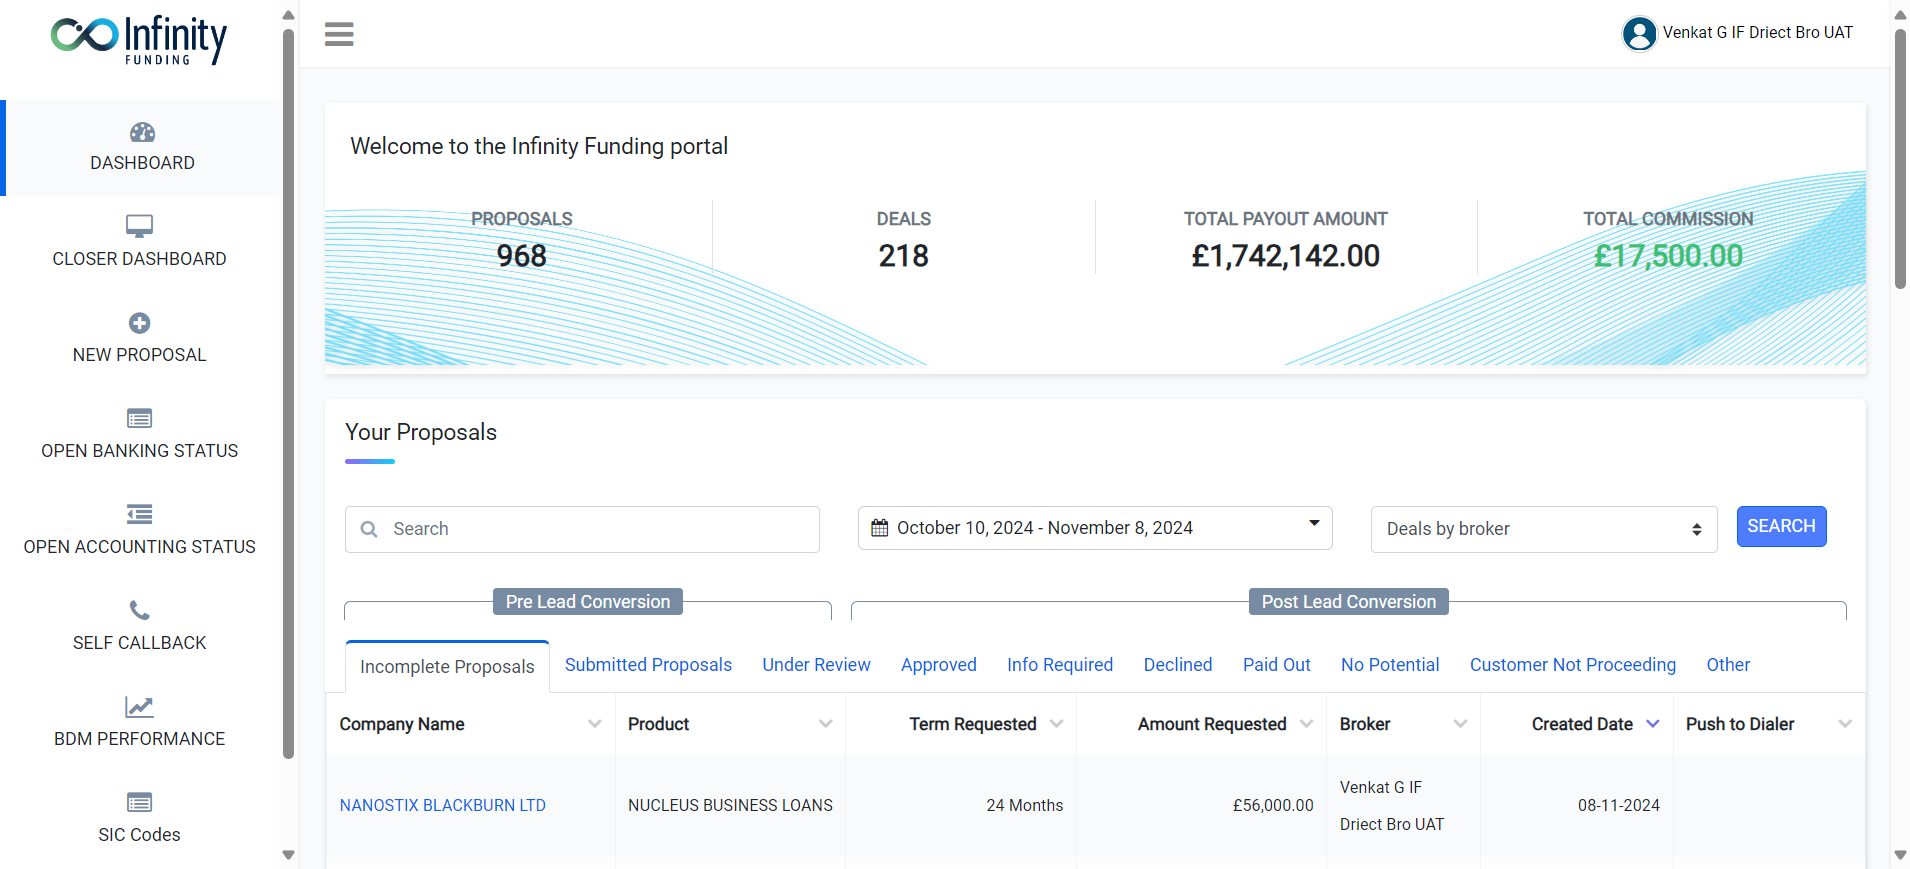 Infinity
FUNDING
Venkat G IF Driect Bro UAT
DASHBOARD
CLOSER DASHBOARD
NEW PROPOSAL
OPEN BANKING STATUS
OPEN ACCOUNTING STATUS
SELF CALLBACK
BDM PERFORMANCE
SIC Codes
Welcome to the Infinity Funding portal
PROPOSALS
968
DEALS
218
TOTAL PAYOUT AMOUNT
£1,742,142.00
TOTAL COMMISSION
£17,500.00
Your Proposals
Search
October 10, 2024 - November 8, 2024
Deals by broker
SEARCH
Pre Lead Conversion
Post Lead Conversion
Incomplete Proposals
Submitted Proposals
Under Review
Approved
Info Required
Declined
Paid Out
No Potential
Customer Not Proceeding
Other
Company Name
Product
Term Requested
Amount Requested
Broker
Created Date
Push to Dialer
NANOSTIX BLACKBURN LTD
NUCLEUS BUSINESS LOANS
24 Months
£56,000.00
Venkat G IF
Driect Bro UAT
08-11-2024